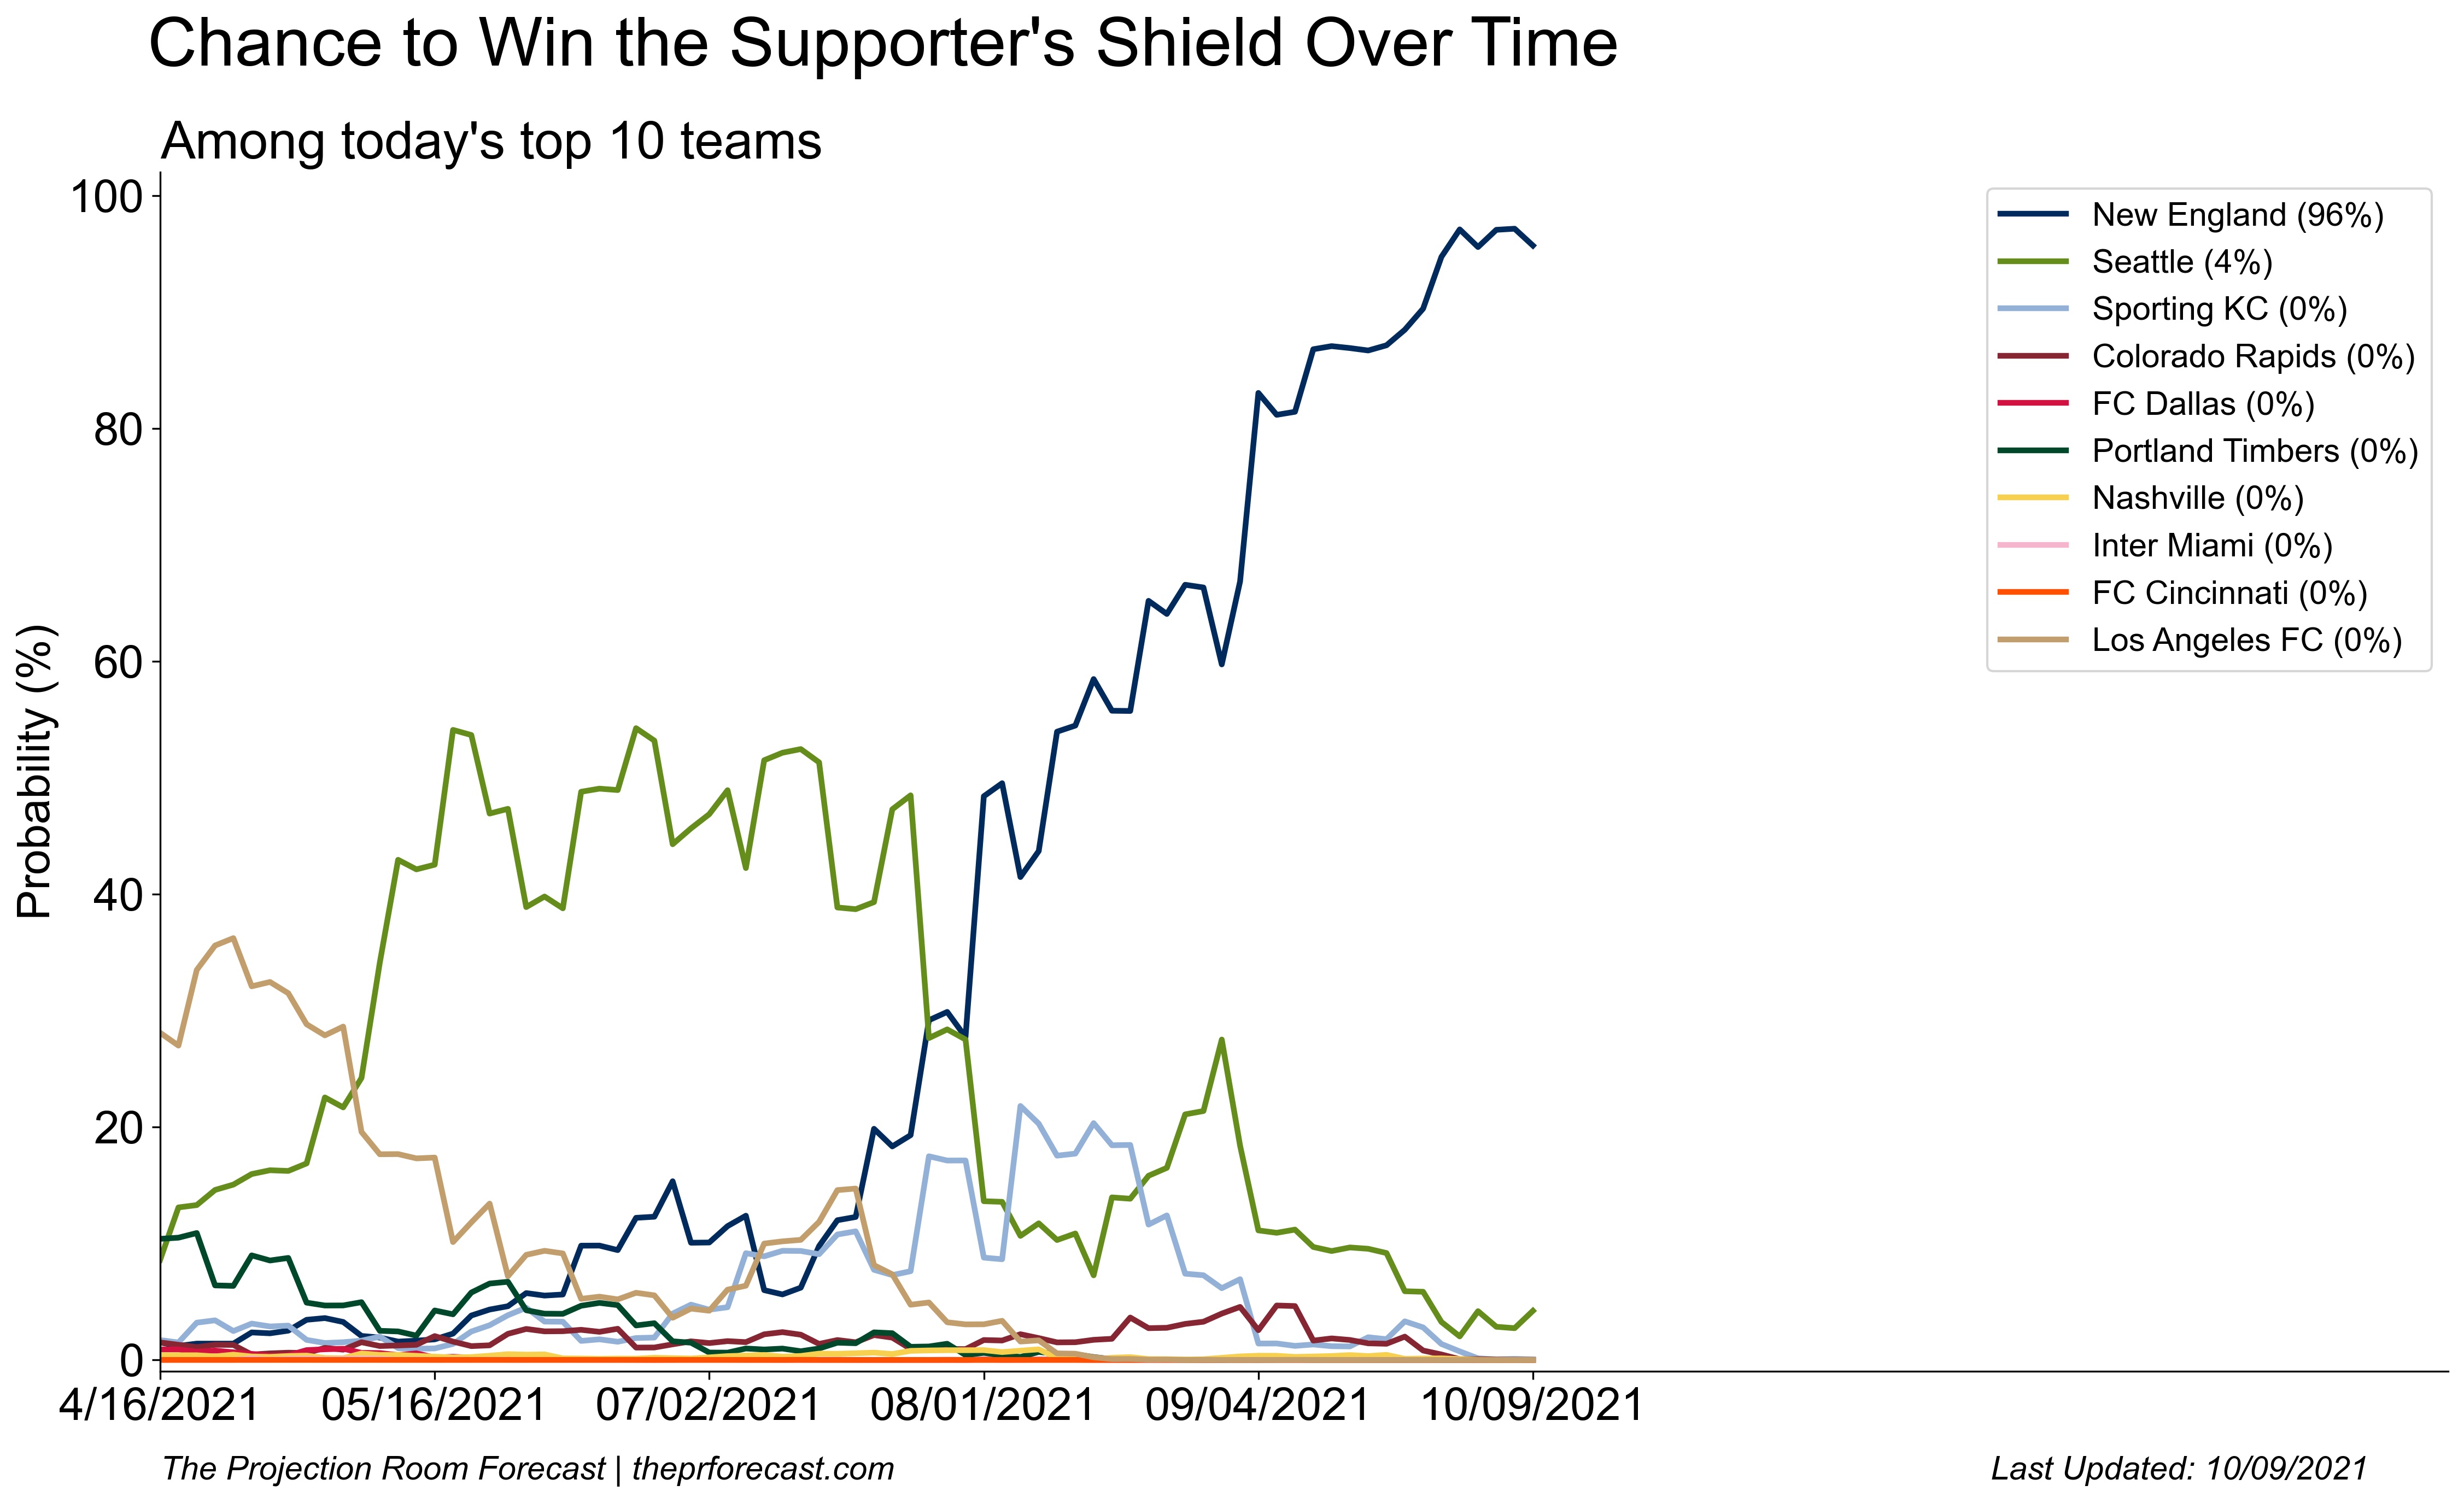 Chance to Win the Supporter's Shield Over Time
Among today's top 10 teams
100
80
60
40
20
0
Probability (%)
New England (96%)
Seattle (4%)
Sporting KC (0%)
Colorado Rapids (0%)
FC Dallas (0%)
Portland Timbers (0%)
Nashville (0%)
Inter Miami (0%)
FC Cincinnati (0%)
Los Angeles FC (0%)
4/16/2021 05/16/2021 07/02/2021 08/01/2021 09/04/2021 10/09/2021
The Projection Room Forecast | theprforecast.com
Last Updated: 10/09/2021